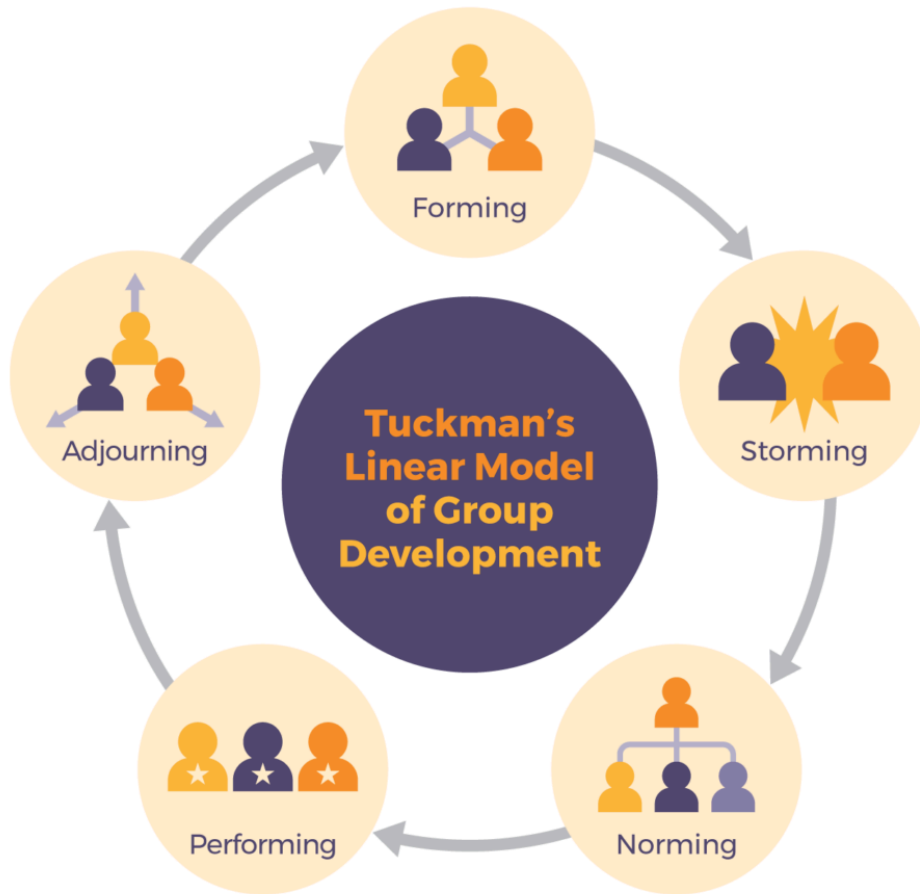 Forming
Storming
Norming
Performing
Adjourning
Tuckman's
Linear Model
of Group
Development